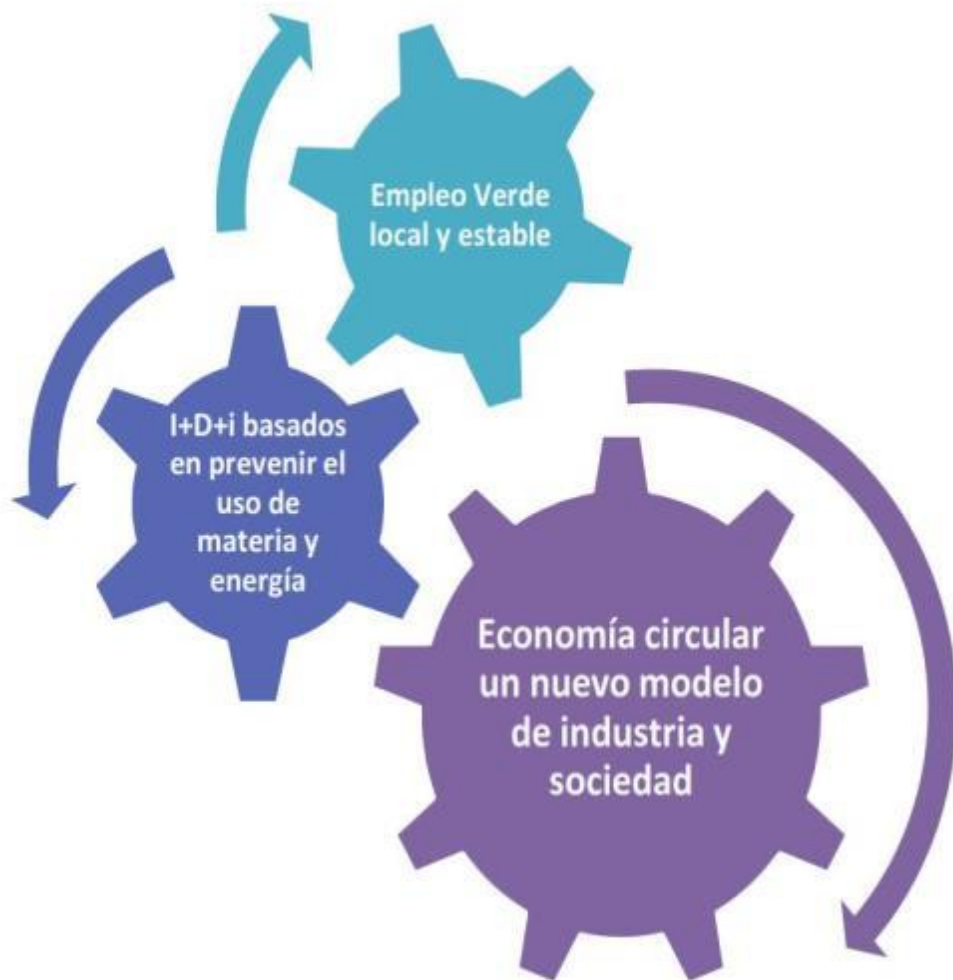 Empleo Verde
local y estable
I+D+i basados
en prevenir el
uso de
materia y
energía
Economía circular
un nuevo modelo
de industria y
sociedad